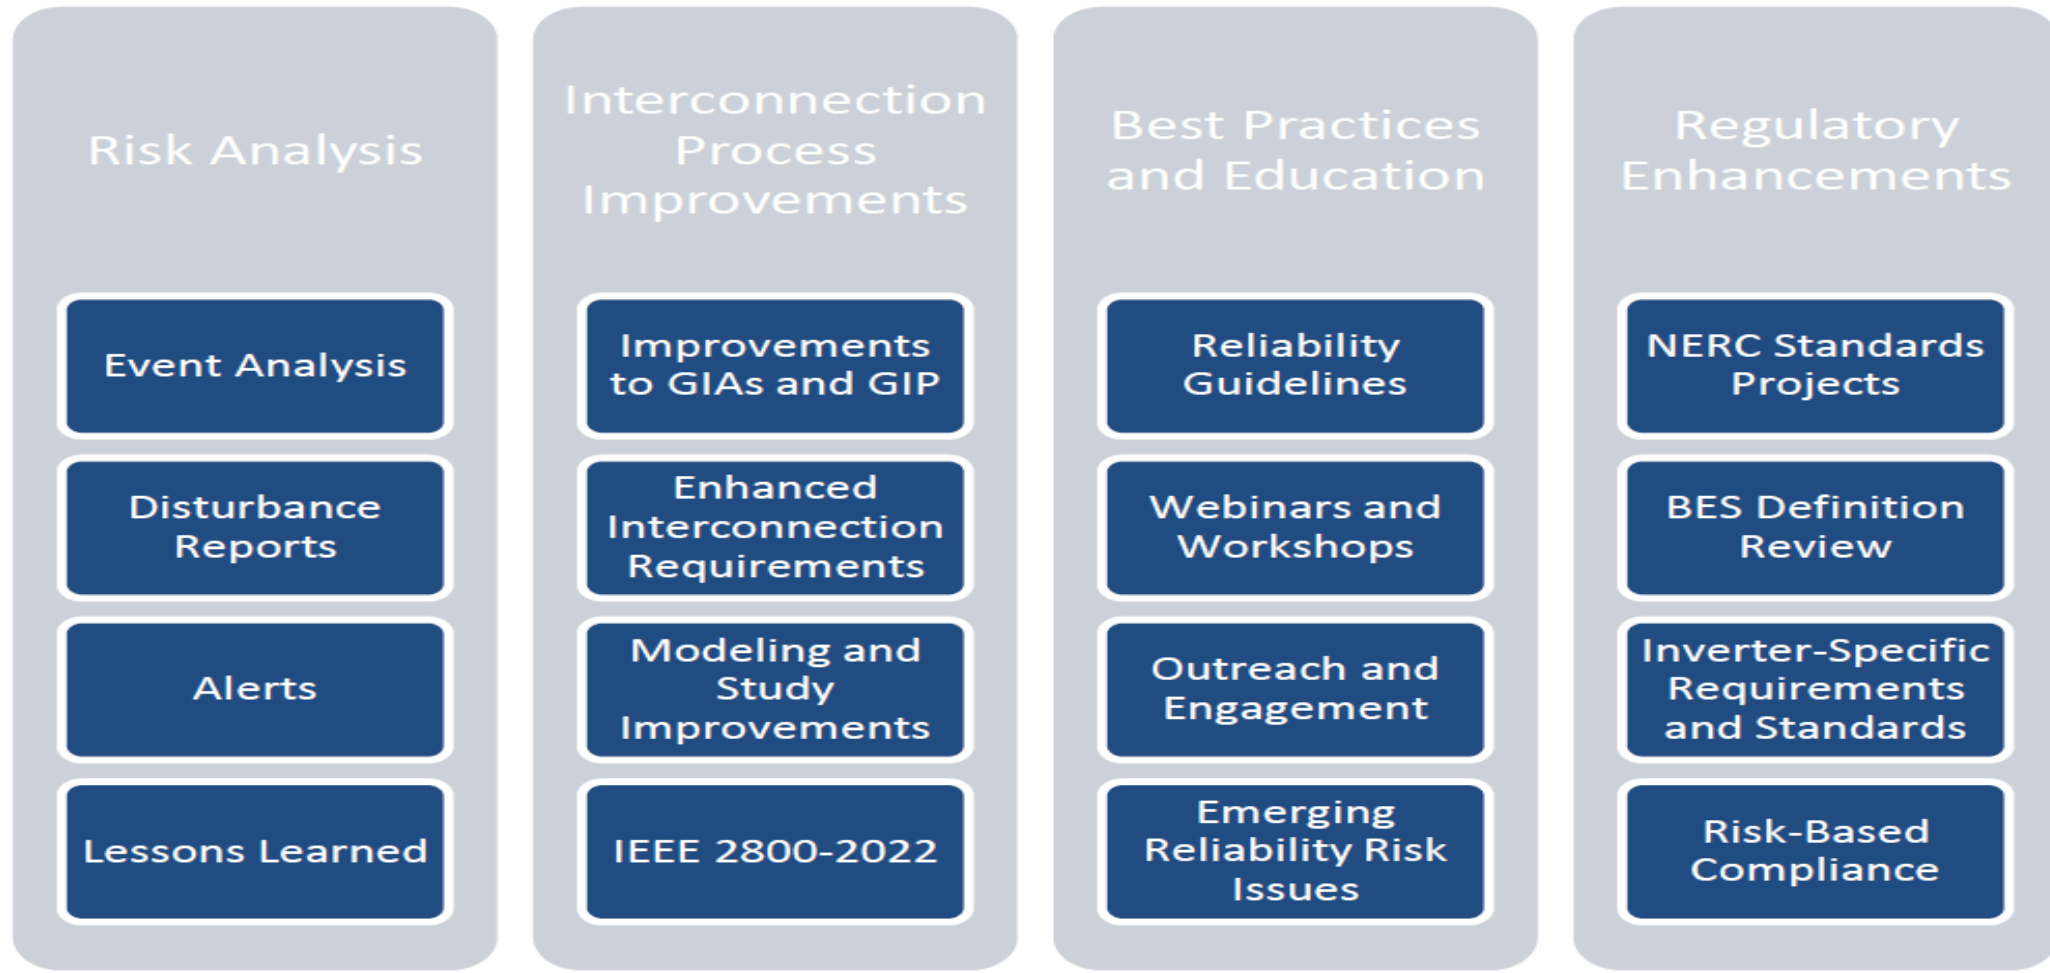 Risk Analysis
Event Analysis
Disturbance
Reports
Alerts
Lessons Learned
Interconnection
Process
Improvements
Improvements
to GIAs and GIP
Enhanced
Interconnection
Requirements
Modeling and
Study
Improvements
IEEE 2800-2022
Best Practices
and Education
Reliability
Guidelines
Webinars and
Workshops
Outreach and
Engagement
Emerging
Reliability Risk
Issues
Regulatory
Enhancements
NERC Standards
Projects
BES Definition
Review
Inverter-Specific
Requirements
and Standards
Risk-Based
Compliance